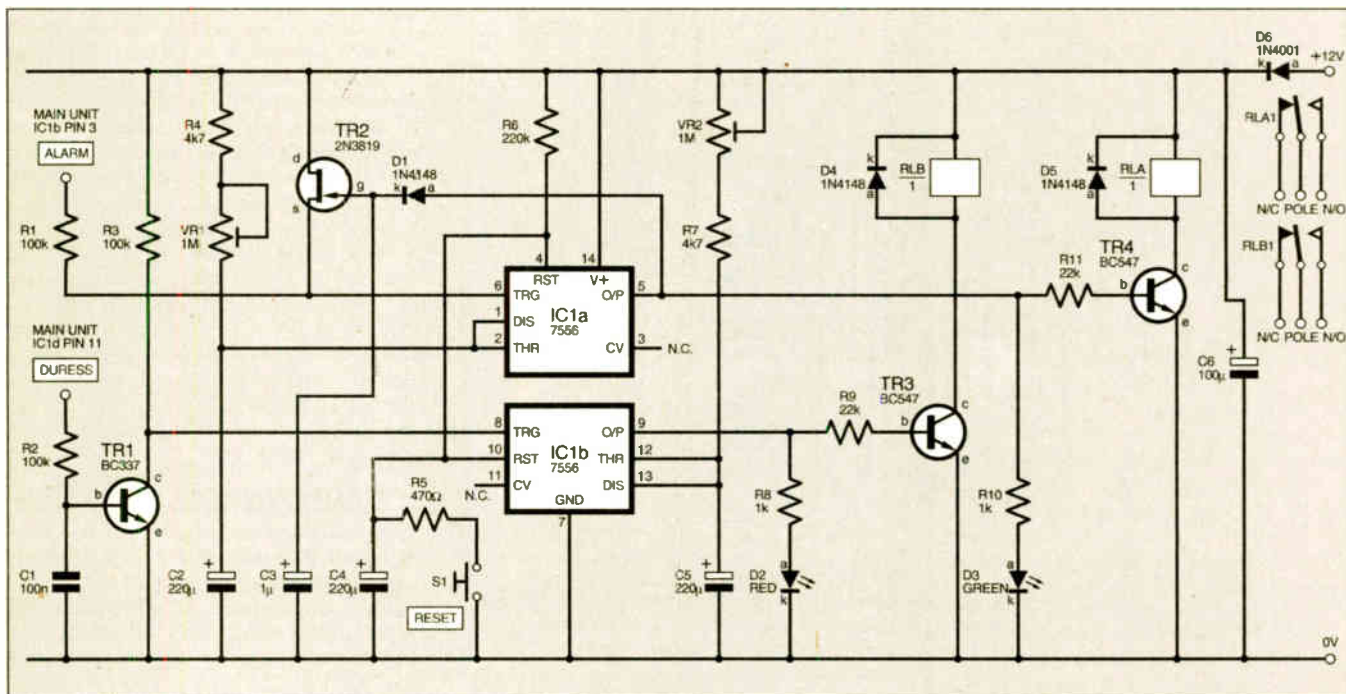 D6
1N4001
k a +12V
MAIN UNIT
IC1b PIN 3
ALARM
R4
4k7
TR2
2N3819
d
g
s
D1
1N4148
k a
R6
220k
VR2
1M
D4
1N4148
k
a
RLB
1
D5
1N4148
k
a
RLA
1
RLA1
N/C POLE N/O
RLB1
N/C POLE N/O
R1
100k
R3
100k
VR1
1M
R7
4k7
R11
22k
TR4
BC547
b
c
e
4 14
RST V+
6 TRG O/P 5
1 DIS IC1a
7556
2 THR CV 3 N.C.
MAIN UNIT
IC1d PIN 11
DURESS
C6
100µ
+
R2
100k
TR1
BC337
b
c
e
8 TRG O/P 9
10 RST IC1b THR 12
7556
N.C. 11 CV DIS 13
GND
7
R9
22k
TR3
BC547
b
c
e
R5
470Ω
R8
1k
R10
1k
C1
100n
C2
220µ
+
C3
1µ
+
C4
220µ
+
S1
RESET
C5
220µ
+
D2
RED
a
k
D3
GREEN
a
k
0V